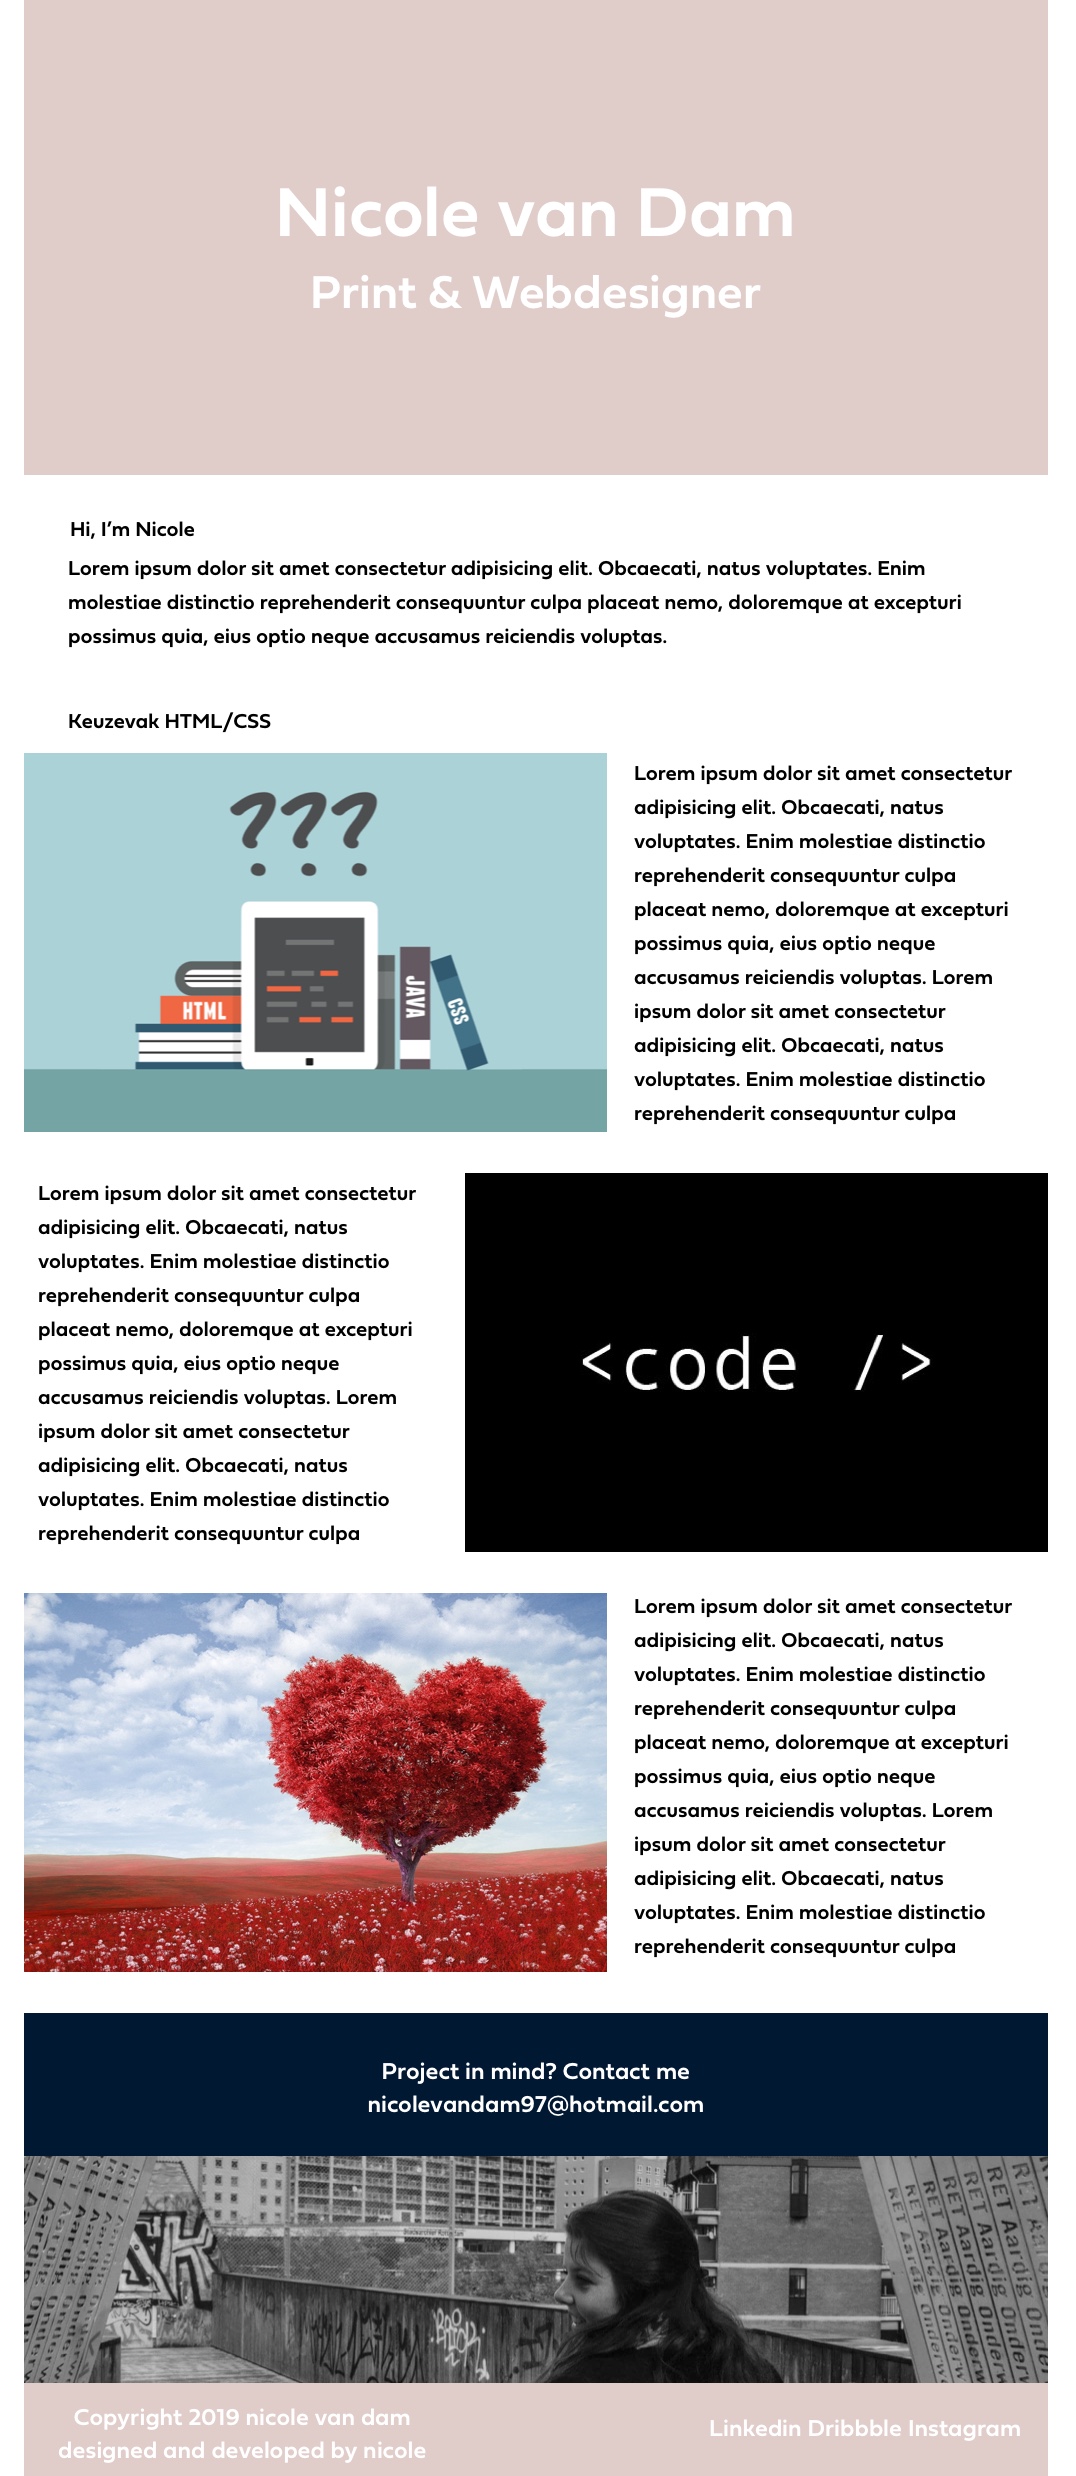 Nicole van Dam
Print & Webdesigner
Hi, I’m Nicole
Lorem ipsum dolor sit amet consectetur adipisicing elit. Obcaecati, natus voluptates. Enim
molestiae distinctio reprehenderit consequuntur culpa placeat nemo, doloremque at excepturi
possimus quia, eius optio neque accusamus reiciendis voluptas.
Keuzevak HTML/CSS
???
HTML
JAVA
CSS
Lorem ipsum dolor sit amet consectetur
adipisicing elit. Obcaecati, natus
voluptates. Enim molestiae distinctio
reprehenderit consequuntur culpa
placeat nemo, doloremque at excepturi
possimus quia, eius optio neque
accusamus reiciendis voluptas. Lorem
ipsum dolor sit amet consectetur
adipisicing elit. Obcaecati, natus
voluptates. Enim molestiae distinctio
reprehenderit consequuntur culpa
Lorem ipsum dolor sit amet consectetur
adipisicing elit. Obcaecati, natus
voluptates. Enim molestiae distinctio
reprehenderit consequuntur culpa
placeat nemo, doloremque at excepturi
possimus quia, eius optio neque
accusamus reiciendis voluptas. Lorem
ipsum dolor sit amet consectetur
adipisicing elit. Obcaecati, natus
voluptates. Enim molestiae distinctio
reprehenderit consequuntur culpa
<code />
Lorem ipsum dolor sit amet consectetur
adipisicing elit. Obcaecati, natus
voluptates. Enim molestiae distinctio
reprehenderit consequuntur culpa
placeat nemo, doloremque at excepturi
possimus quia, eius optio neque
accusamus reiciendis voluptas. Lorem
ipsum dolor sit amet consectetur
adipisicing elit. Obcaecati, natus
voluptates. Enim molestiae distinctio
reprehenderit consequuntur culpa
Project in mind? Contact me
nicolevandam97@hotmail.com
RET Aardig Onderw
RET Aardig Onderw
RET Aardig Onderw
RET Aardig Onder
Copyright 2019 nicole van dam
designed and developed by nicole
Linkedin Dribbble Instagram